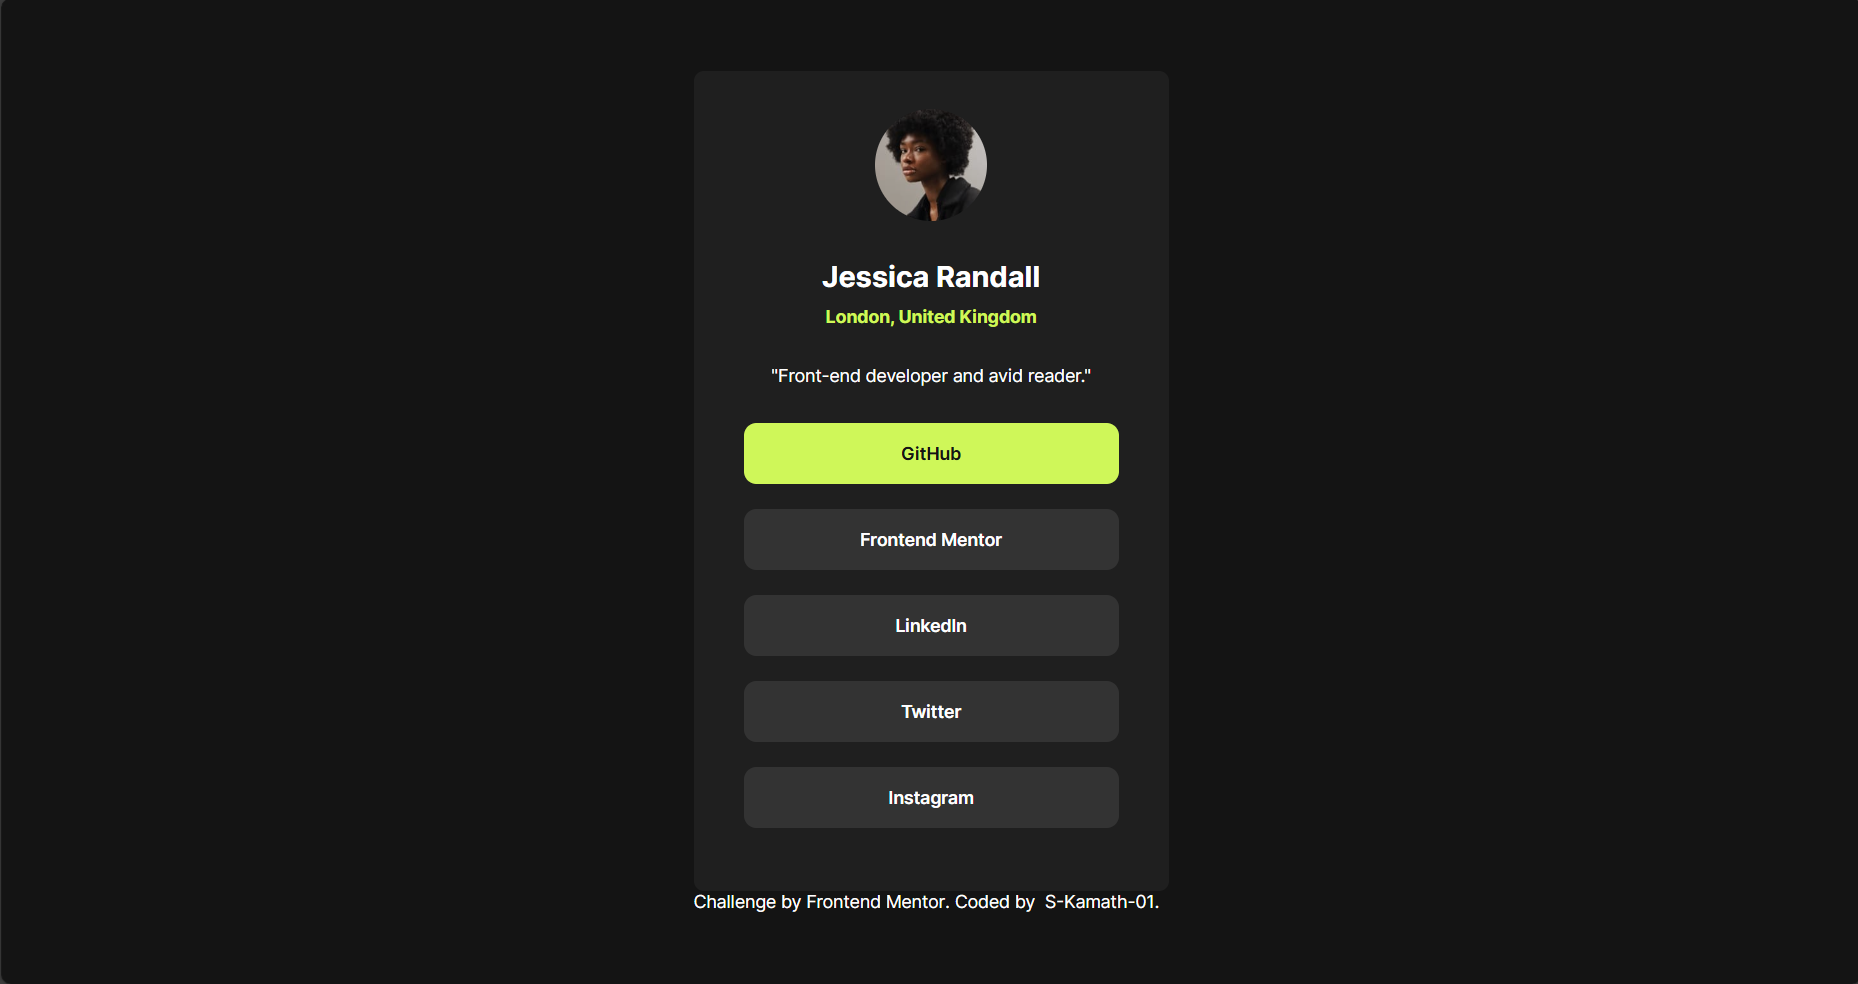 Jessica Randall
London, United Kingdom
"Front-end developer and avid reader."
GitHub
Frontend Mentor
LinkedIn
Twitter
Instagram
Challenge by Frontend Mentor. Coded by  S-Kamath-01.